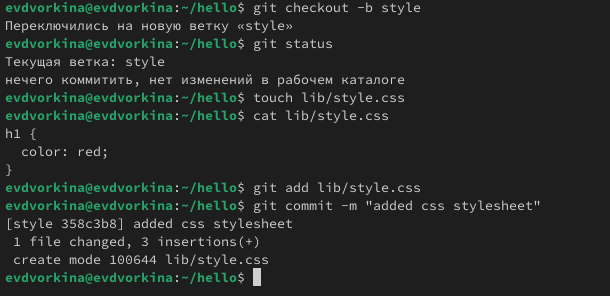 evdvorkina@evdvorkina:~/hello$ git checkout -b style
Переключились на новую ветку «style»
evdvorkina@evdvorkina:~/hello$ git status
Текущая ветка: style
нечего коммитить, нет изменений в рабочем каталоге
evdvorkina@evdvorkina:~/hello$ touch lib/style.css
evdvorkina@evdvorkina:~/hello$ cat lib/style.css
h1 {
  color: red;
}
evdvorkina@evdvorkina:~/hello$ git add lib/style.css
evdvorkina@evdvorkina:~/hello$ git commit -m "added css stylesheet"
[style 358c3b8] added css stylesheet
 1 file changed, 3 insertions(+)
 create mode 100644 lib/style.css
evdvorkina@evdvorkina:~/hello$